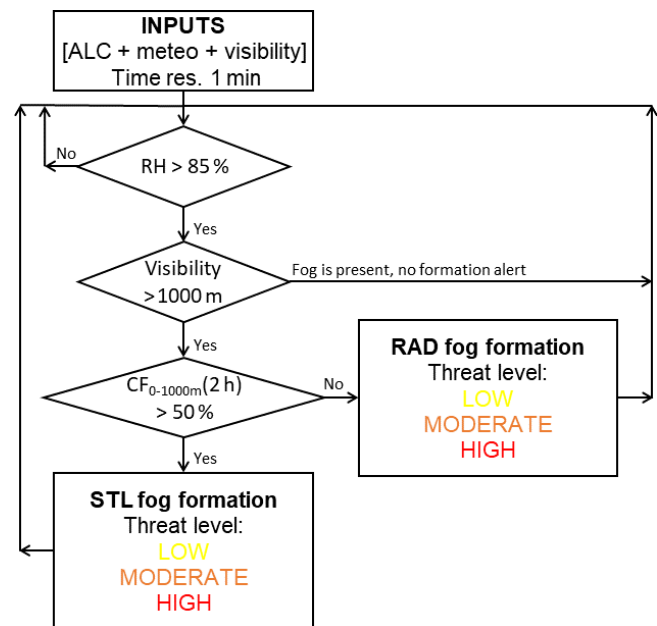 INPUTS
[ALC + meteo + visibility]
Time res. 1 min
No
RH > 85 %
Yes
Visibility
>1000 m
Fog is present, no formation alert
Yes
CF0-1000m(2 h)
> 50 %
No
RAD fog formation
Threat level:
LOW
MODERATE
HIGH
Yes
STL fog formation
Threat level:
LOW
MODERATE
HIGH